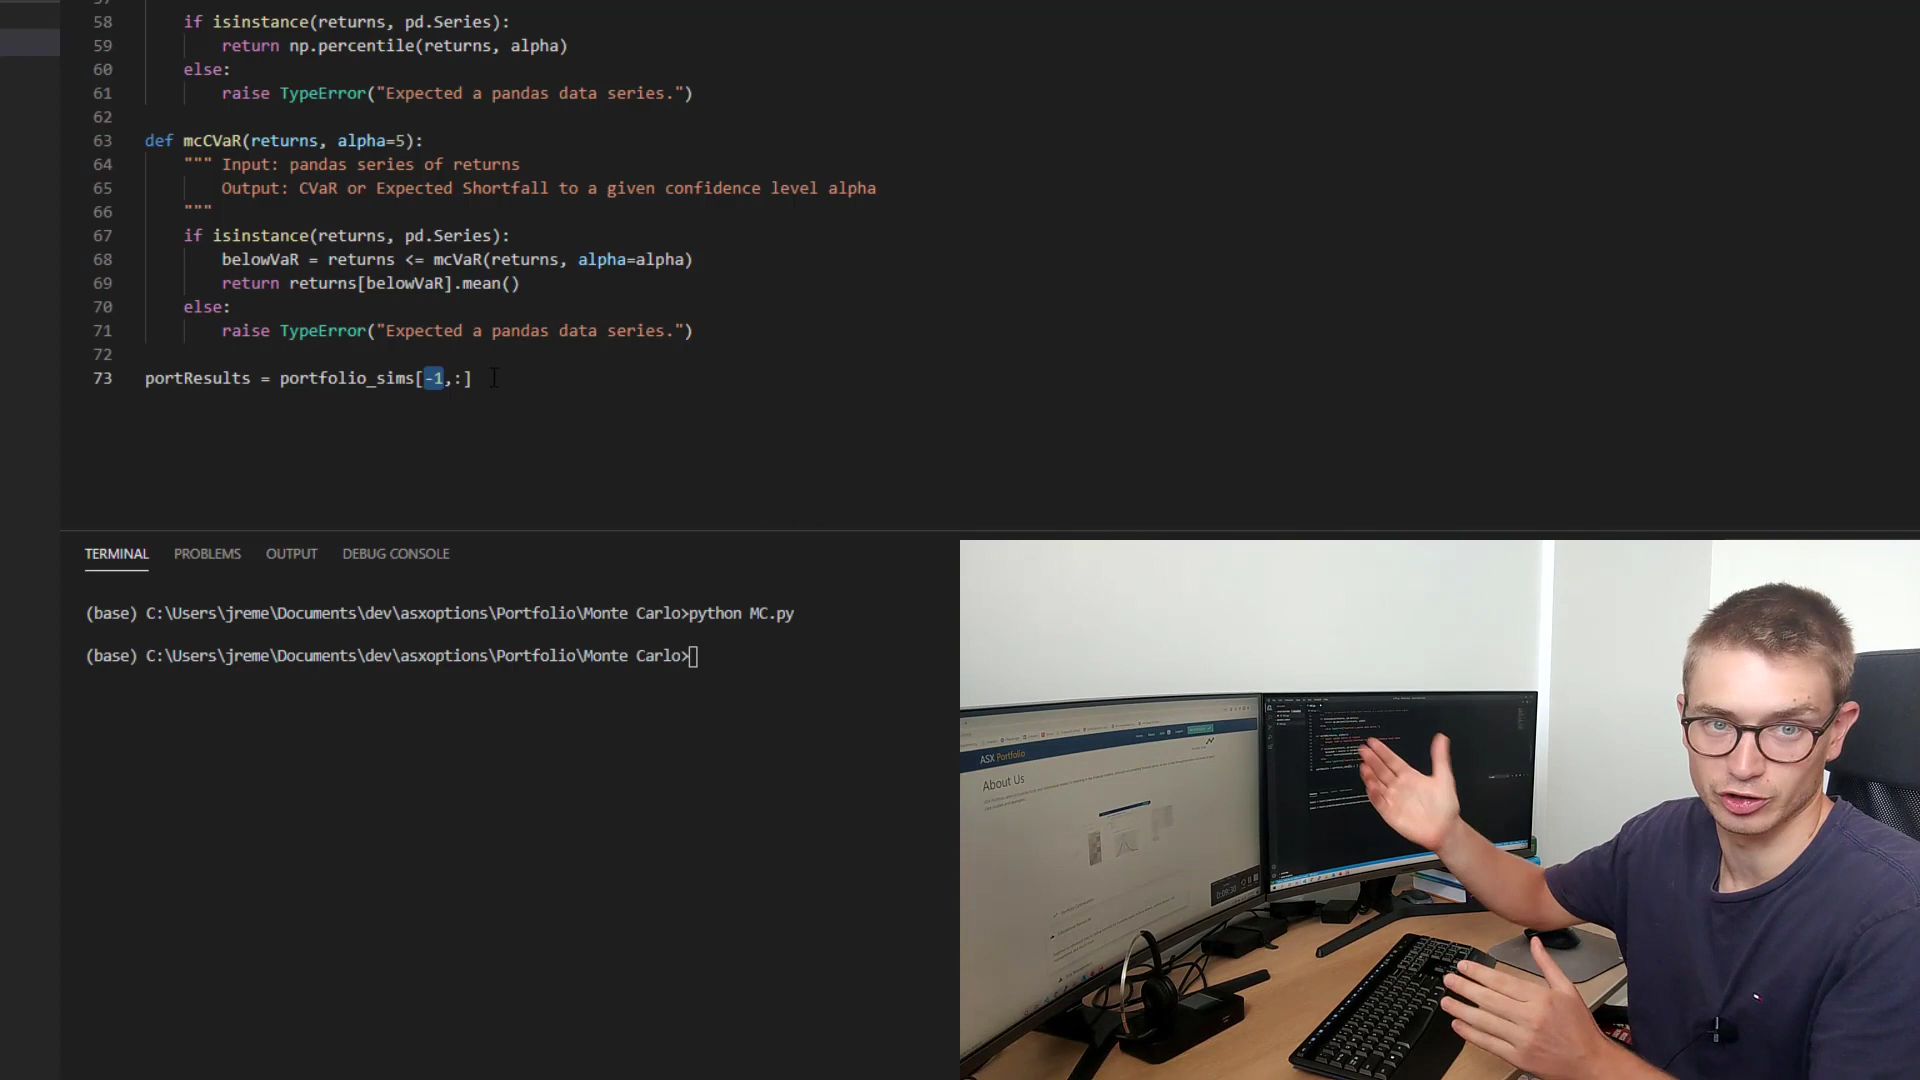 58 if isinstance(returns, pd.Series):
59 return np.percentile(returns, alpha)
60 else:
61 raise TypeError("Expected a pandas data series.")
62
63 def mcCVaR(returns, alpha=5):
64 """ Input: pandas series of returns
65 Output: CVaR or Expected Shortfall to a given confidence level alpha
66 """
67 if isinstance(returns, pd.Series):
68 belowVaR = returns <= mcVaR(returns, alpha=alpha)
69 return returns[belowVaR].mean()
70 else:
71 raise TypeError("Expected a pandas data series.")
72
73 portResults = portfolio_sims[-1,:]
TERMINAL PROBLEMS OUTPUT DEBUG CONSOLE
(base) C:\Users\jreme\Documents\dev\asxoptions\Portfolio\Monte Carlo>python MC.py
(base) C:\Users\jreme\Documents\dev\asxoptions\Portfolio\Monte Carlo>
ASX Portfolio
About Us